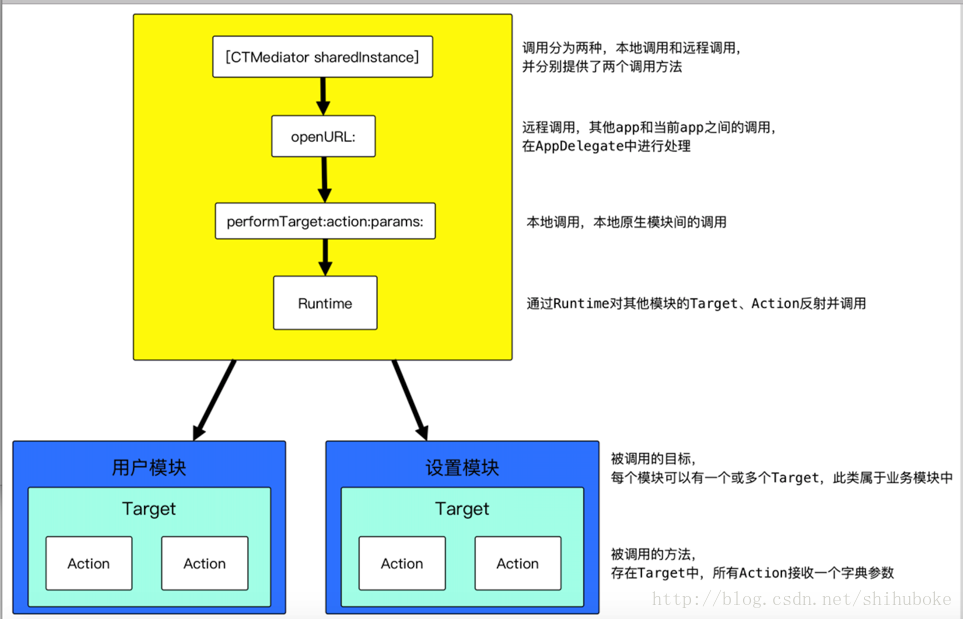 [CTMediator sharedInstance]
调用分为两种，本地调用和远程调用，
并分别提供了两个调用方法
openURL:
远程调用，其他app和当前app之间的调用，
在AppDelegate中进行处理
performTarget:action:params:
本地调用，本地原生模块间的调用
Runtime
通过Runtime对其他模块的Target、Action反射并调用
用户模块
Target
Action
Action
设置模块
Target
Action
Action
被调用的目标，
每个模块可以有一个或多个Target，此类属于业务模块中
被调用的方法，
存在Target中，所有Action接收一个字典参数
http://blog.csdn.net/shihuboke